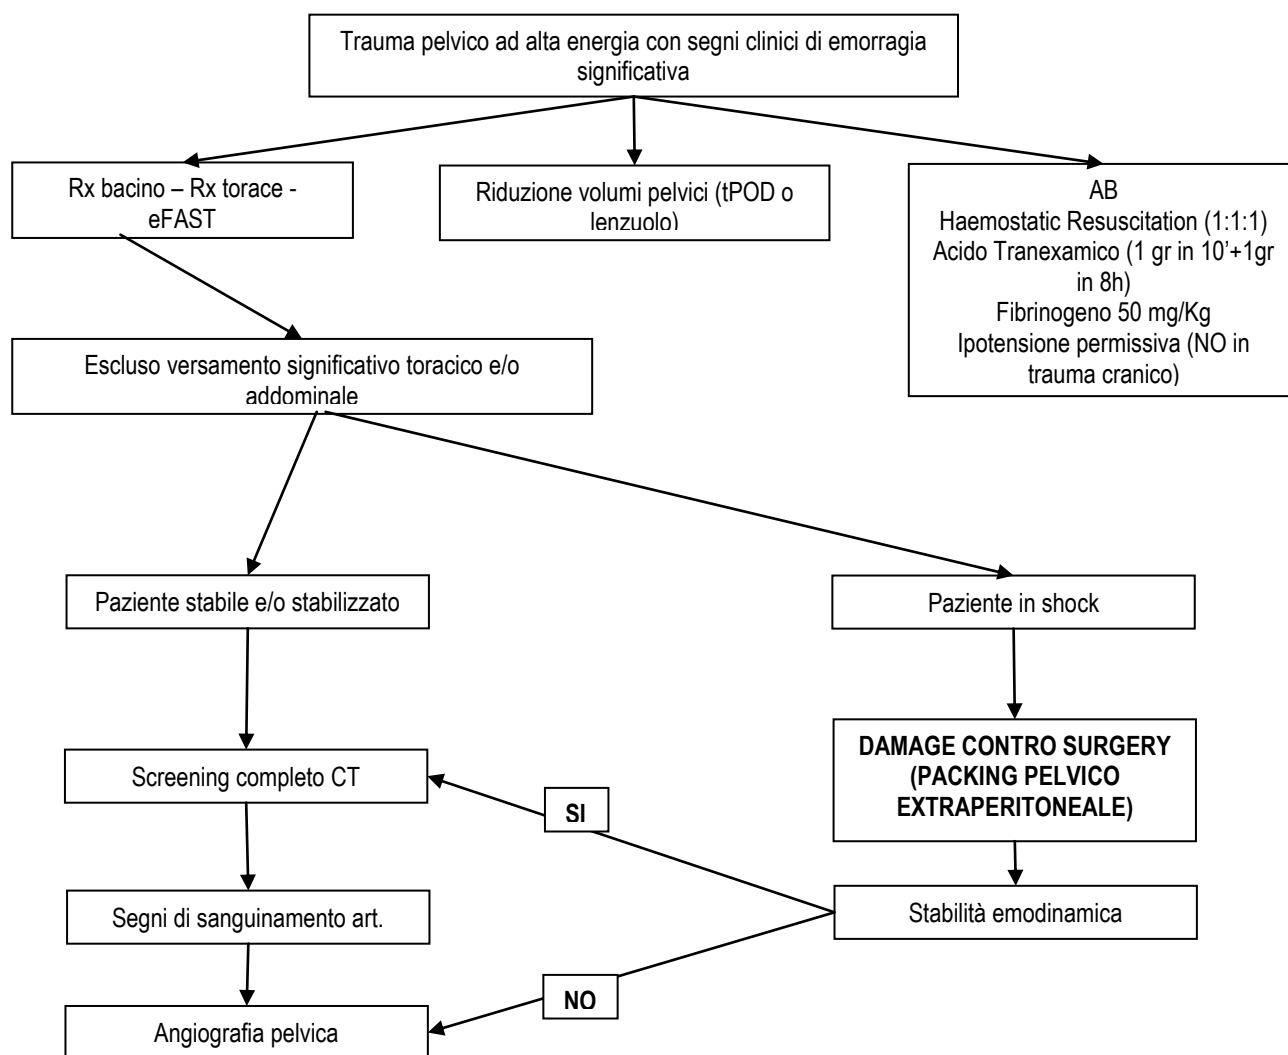 Trauma pelvico ad alta energia con segni clinici di emorragia
significativa
Rx bacino – Rx torace -
eFAST
Riduzione volumi pelvici (tPOD o
lenzuolo)
AB
Haemostatic Resuscitation (1:1:1)
Acido Tranexamico (1 gr in 10’+1gr
in 8h)
Fibrinogeno 50 mg/Kg
Ipotensione permissiva (NO in
trauma cranico)
Escluso versamento significativo toracico e/o
addominale
Paziente stabile e/o stabilizzato
Paziente in shock
Screening completo CT
DAMAGE CONTRO SURGERY
(PACKING PELVICO
EXTRAPERITONEALE)
SI
Segni di sanguinamento art.
Stabilità emodinamica
NO
Angiografia pelvica